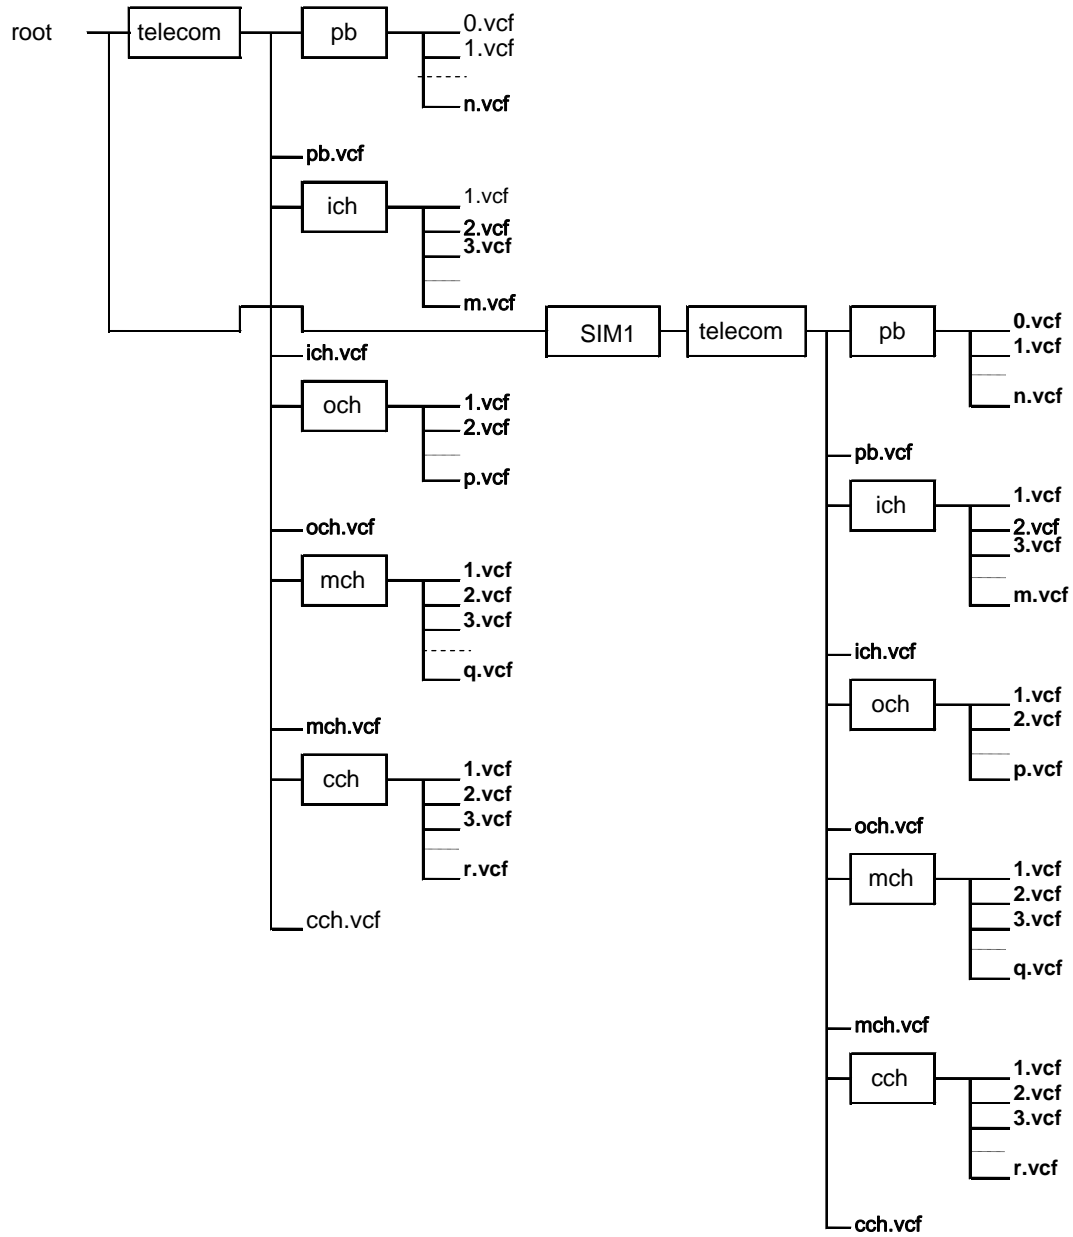 root
telecom
pb
0.vcf
1.vcf
n.vcf
pb.vcf
ich
1.vcf
2.vcf
3.vcf
m.vcf
ich.vcf
och
1.vcf
2.vcf
p.vcf
och.vcf
mch
1.vcf
2.vcf
3.vcf
q.vcf
mch.vcf
cch
1.vcf
2.vcf
3.vcf
r.vcf
cch.vcf
SIM1
telecom
pb
0.vcf
1.vcf
n.vcf
pb.vcf
ich
1.vcf
2.vcf
3.vcf
m.vcf
ich.vcf
och
1.vcf
2.vcf
p.vcf
och.vcf
mch
1.vcf
2.vcf
3.vcf
q.vcf
mch.vcf
cch
1.vcf
2.vcf
3.vcf
r.vcf
cch.vcf